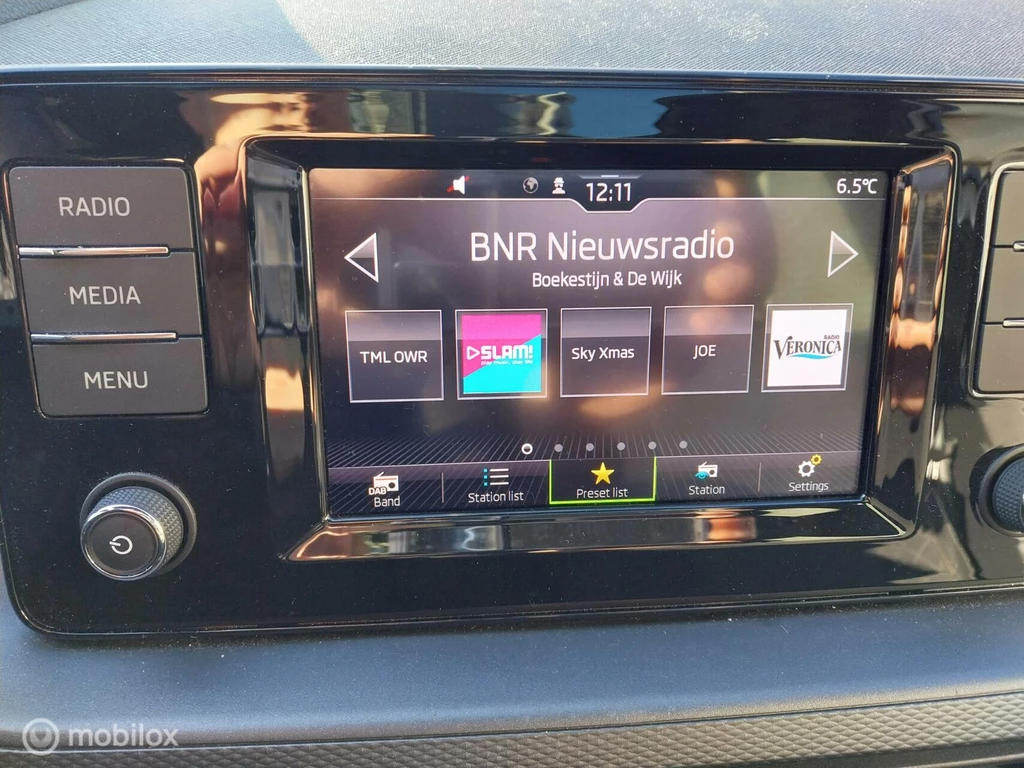 12:11
6.5°C
RADIO
MEDIA
MENU
BNR Nieuwsradio
Boekestijn & De Wijk
TML OWR
SLAM!
Sky Xmas
JOE
RADIO
VERONICA
DAB
Band
Station list
Preset list
Station
Settings
mobilox